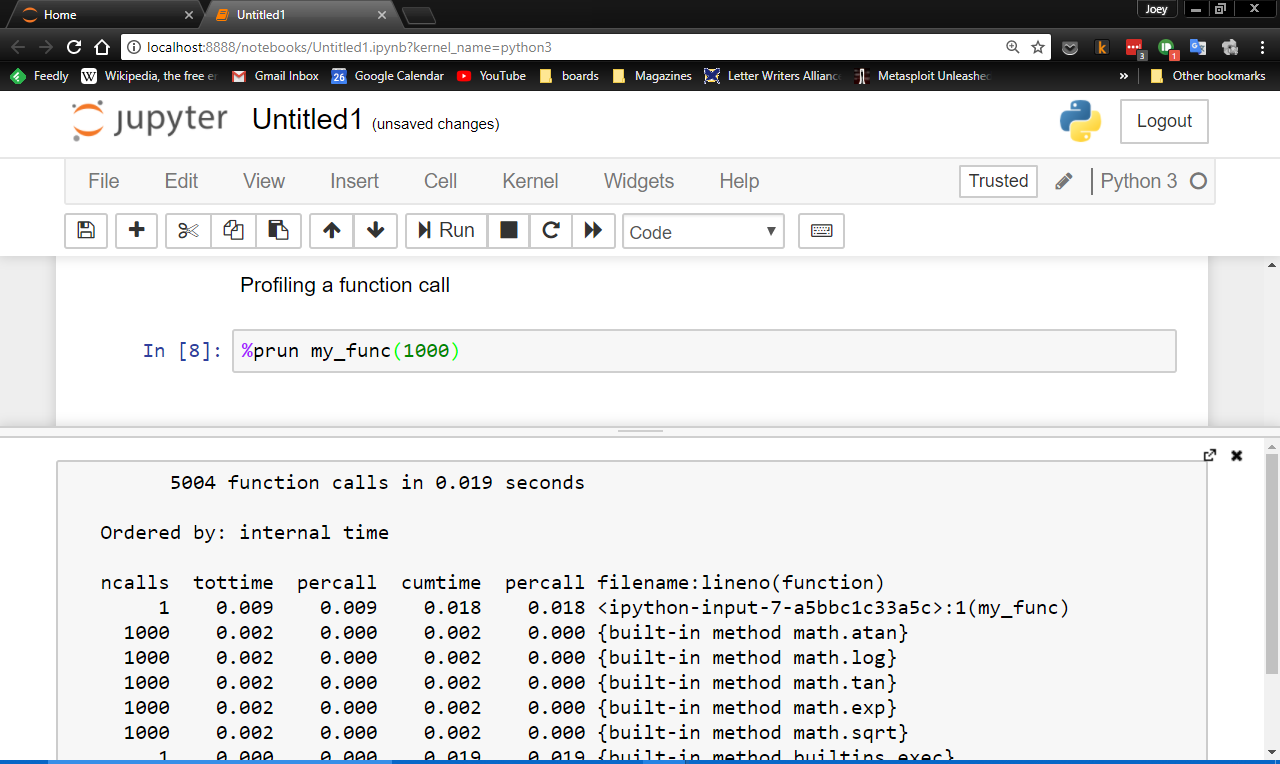 Home
Untitled1
Joey
localhost:8888/notebooks/Untitled1.ipynb?kernel_name=python3
Feedly
W Wikipedia, the free er
Gmail Inbox
26 Google Calendar
YouTube
boards
Magazines
Letter Writers Allianc
Metasploit Unleashed
» Other bookmarks
3
1
jupyter Untitled1 (unsaved changes)
Logout
File Edit View Insert Cell Kernel Widgets Help
Trusted
Python 3
Run
Code
Profiling a function call
In [8]: %prun my_func(1000)
5004 function calls in 0.019 seconds
Ordered by: internal time
ncalls tottime percall cumtime percall filename:lineno(function)
1 0.009 0.009 0.018 0.018 <ipython-input-7-a5bbc1c33a5c>:1(my_func)
1000 0.002 0.000 0.002 0.000 {built-in method math.atan}
1000 0.002 0.000 0.002 0.000 {built-in method math.log}
1000 0.002 0.000 0.002 0.000 {built-in method math.tan}
1000 0.002 0.000 0.002 0.000 {built-in method math.exp}
1000 0.002 0.000 0.002 0.000 {built-in method math.sqrt}
1 0.000 0.000 0.019 0.019 {built-in method builtins.exec}